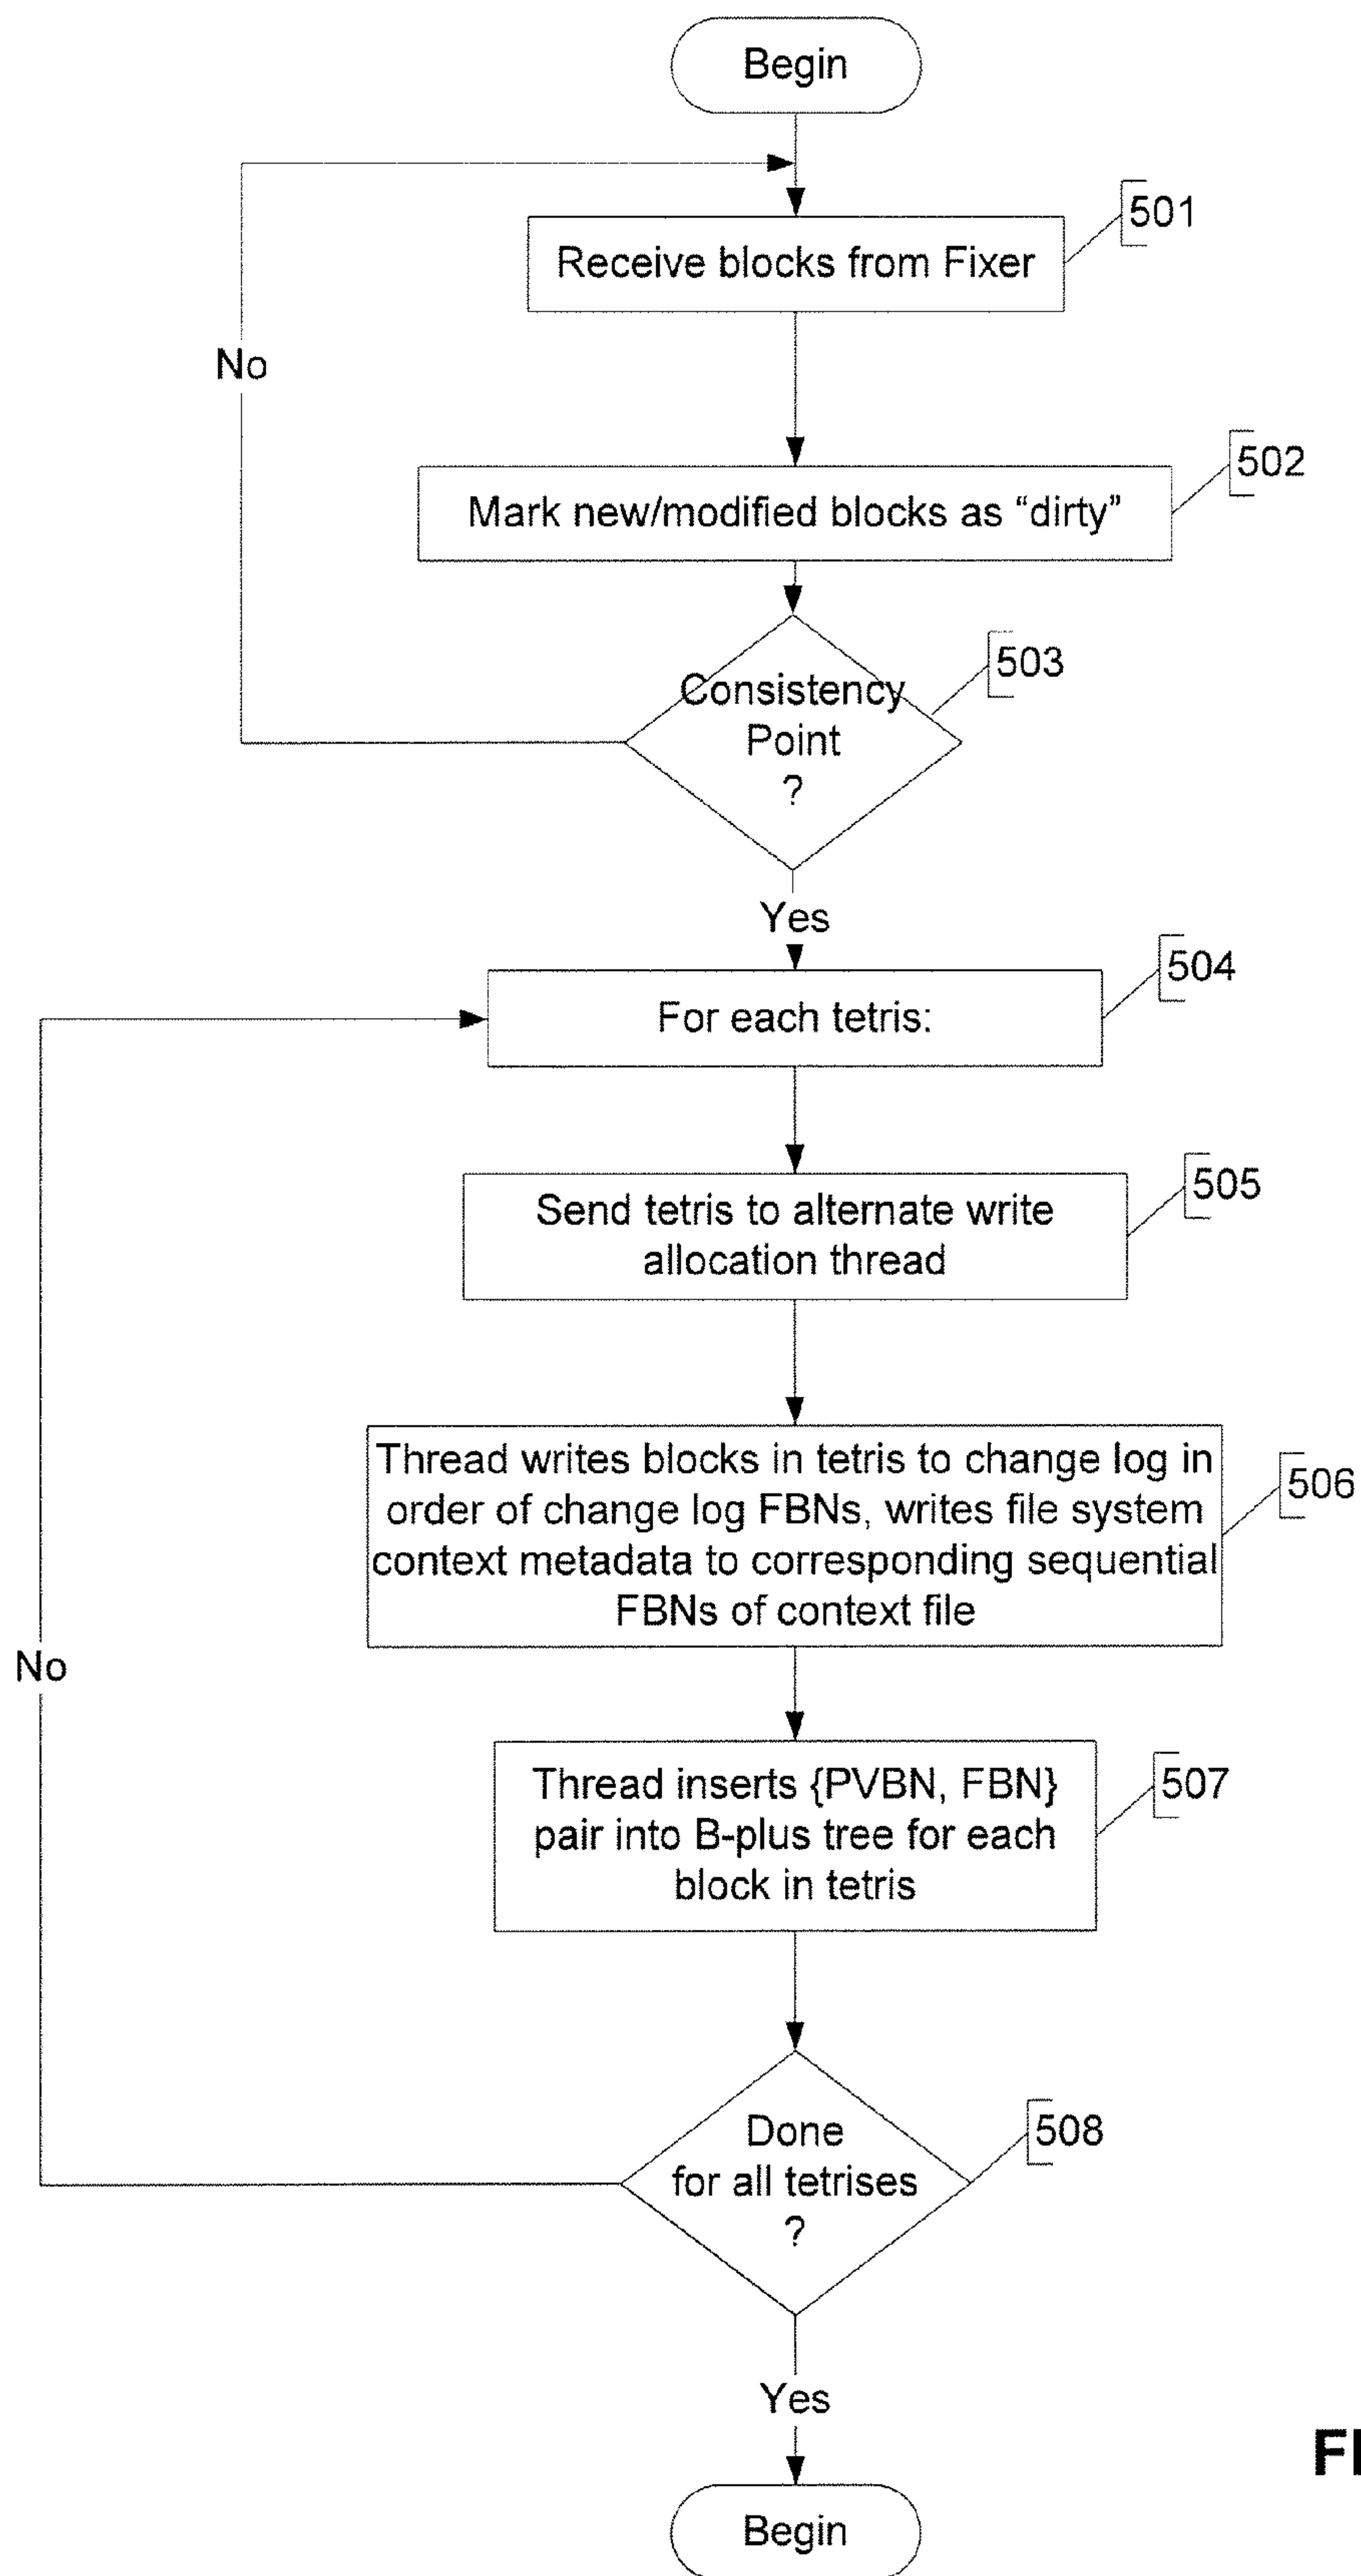 Begin
501
Receive blocks from Fixer
No
502
Mark new/modified blocks as “dirty”
503
Consistency
Point
?
Yes
504
For each tetris:
505
Send tetris to alternate write
allocation thread
506
Thread writes blocks in tetris to change log in
order of change log FBNs, writes file system
context metadata to corresponding sequential
FBNs of context file
No
507
Thread inserts {PVBN, FBN}
pair into B-plus tree for each
block in tetris
508
Done
for all tetrises
?
Yes
Begin